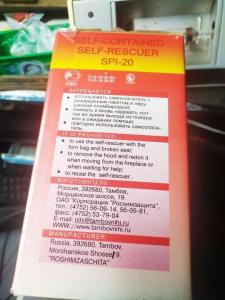 SELF-CONTAINED
SELF-RESCUER
SPI-20
ЗАПРЕЩАЕТСЯ
• использовать самоспасатель с
разорванным пакетом и нару-
шенной пломбировкой;
• снимать и вновь надевать кол-
пак во время выхода из пожара
или в ожидании помощи;
• повторно использовать самоспаса-
тель.
IT IS PROHIBITED:
• to use the self-rescuer with the
torn bag and broken seal;
• to remove the hood and redon it
when moving from the fireplace or
when waiting for help;
• to reuse the self-rescuer.
ИЗГОТОВИТЕЛЬ
Россия, 392680, Тамбов,
Моршанское шоссе, 19.
ОАО "Корпорация "Росхимзащита".
тел.: (4752) 56-09-14, 56-05-81,
факс: (4752) 53-79-04
E-mail: nihi@tambovnihi.ru
WWW://www.tambovnihi.ru
MANUFACTURER
Russia, 392680, Tambov,
Morshanskoe Shosse, 19.
"ROSHIMZASCHITA"